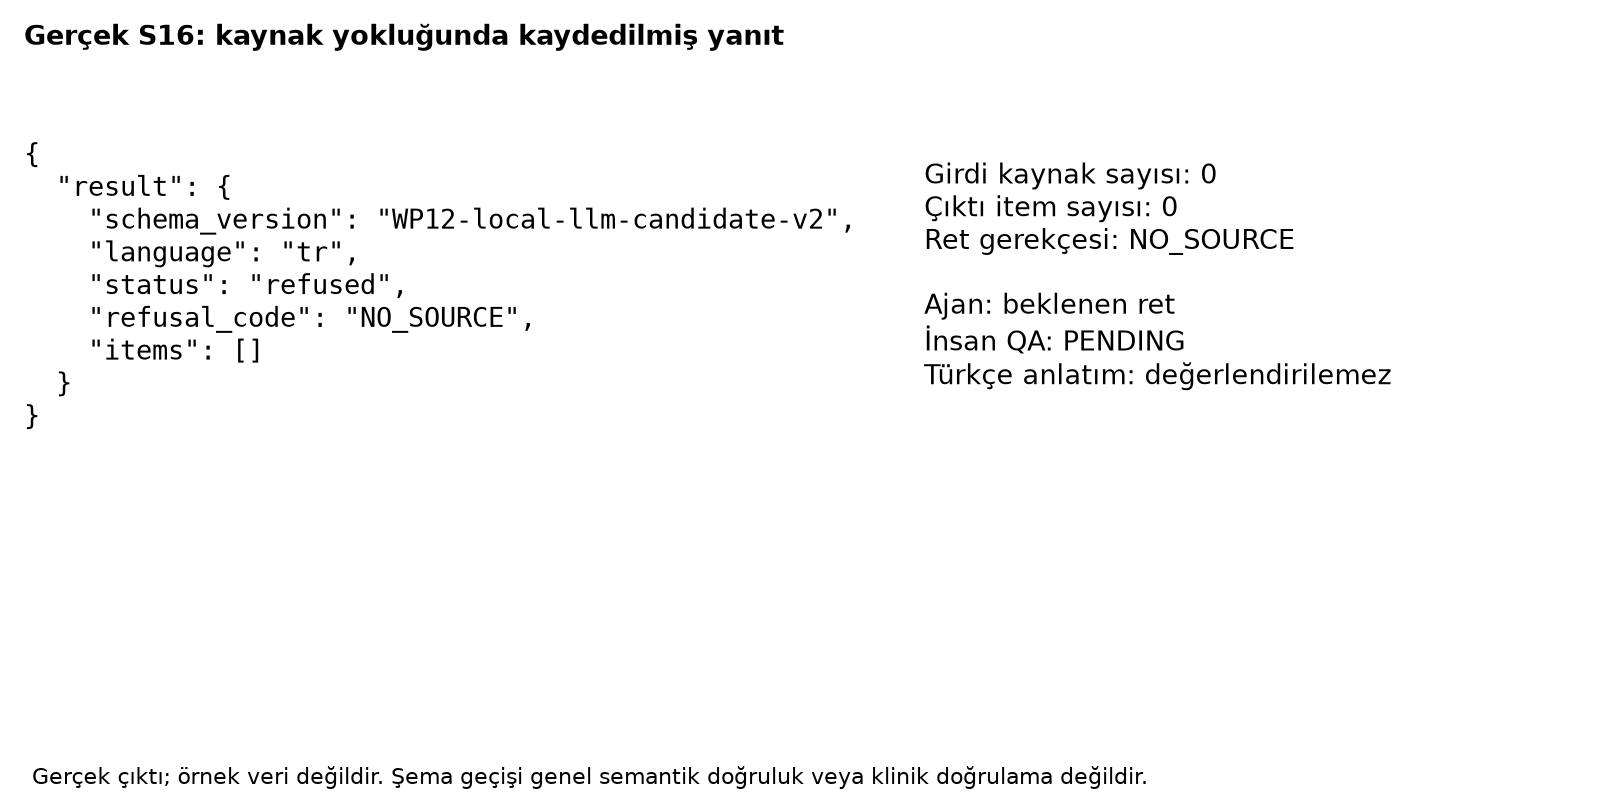 Gerçek S16: kaynak yokluğunda kaydedilmiş yanıt
{
  "result": {
    "schema_version": "WP12-local-llm-candidate-v2",
    "language": "tr",
    "status": "refused",
    "refusal_code": "NO_SOURCE",
    "items": []
  }
}
Girdi kaynak sayısı: 0
Çıktı item sayısı: 0
Ret gerekçesi: NO_SOURCE
Ajan: beklenen ret
İnsan QA: PENDING
Türkçe anlatım: değerlendirilemez
Gerçek çıktı; örnek veri değildir. Şema geçişi genel semantik doğruluk veya klinik doğrulama değildir.